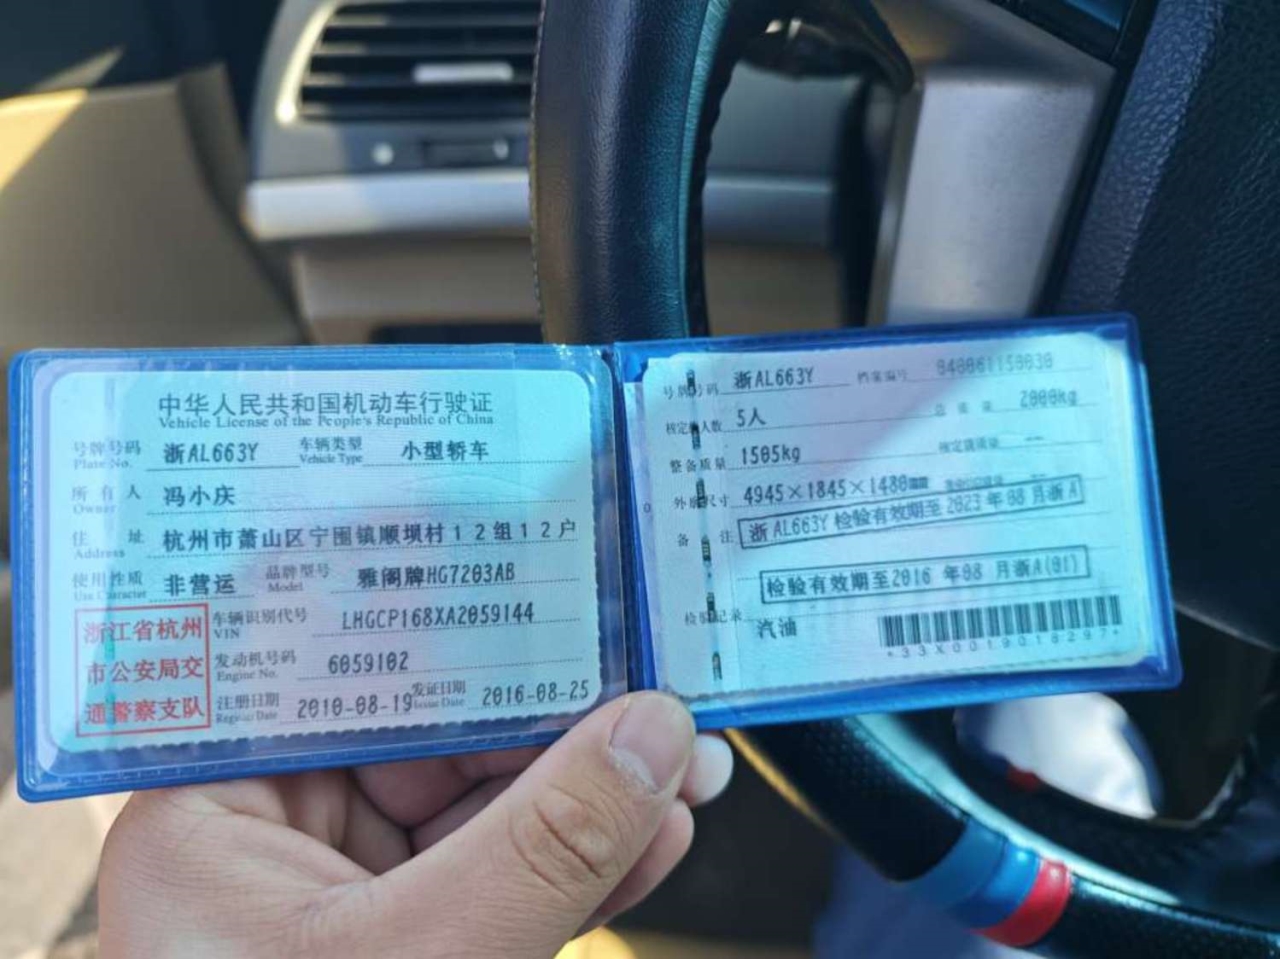 中华人民共和国机动车行驶证
Vehicle License of the People's Republic of China
号牌号码 浙AL663Y 车辆类型 小型轿车
Plate No. Vehicle Type
所有人 冯小庆
Owner
住址 杭州市萧山区宁围镇顺坝村12组12户
Address
使用性质 非营运 品牌型号 雅阁牌HG7203AB
Use Character Model
浙江省杭州
市公安局交
通警察支队
车辆识别代号 LHGCP168XA2059144
VIN
发动机号码 6059102
Engine No.
注册日期 2010-08-19 发证日期 2016-08-25
Register Date Issue Date
号牌号码 浙AL663Y 档案编号
核定人数 5人 总质量 2000kg
整备质量 1505kg 核定载质量 --
外廓尺寸 4945×1845×1480mm
备注 浙AL663Y 检验有效期至2023年08月浙A
检验有效期至2016年08月浙A(01)
检验记录 汽油
*33X0019018297*